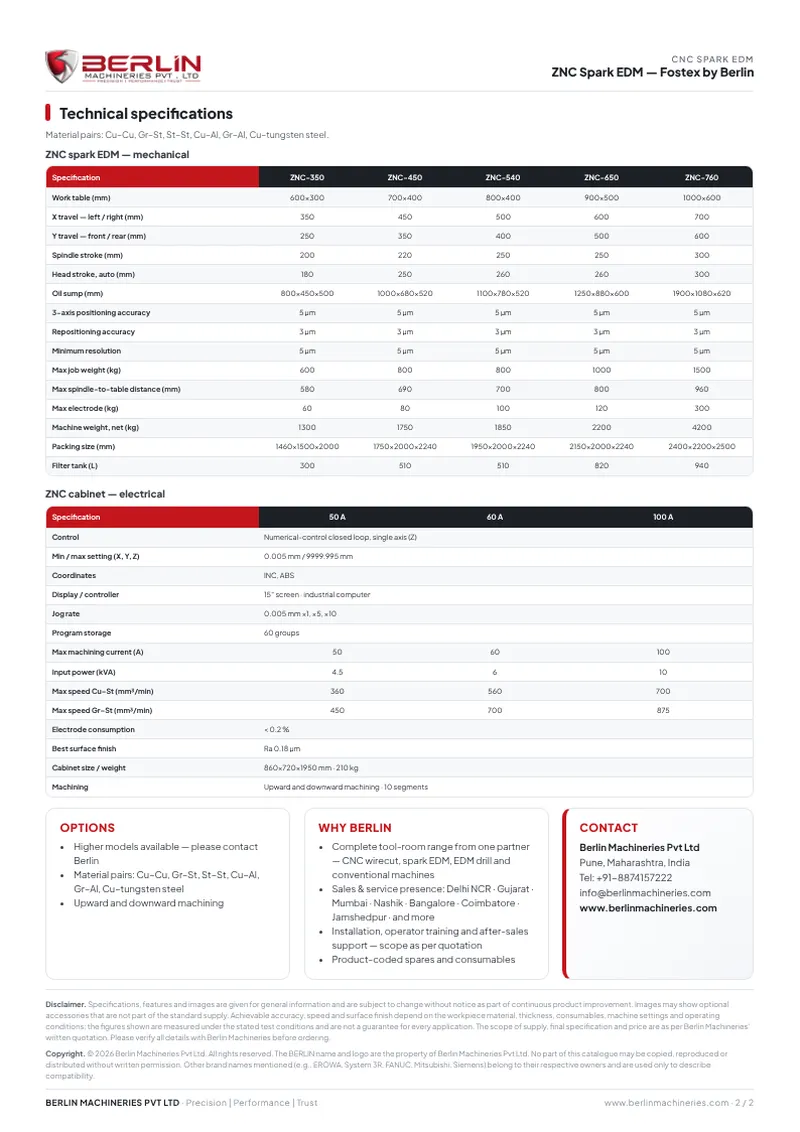 BERLIN
MACHINERIES PVT . LTD
PRECISION | PERFORMANCE | TRUST
CNC SPARK EDM
ZNC Spark EDM — Fostex by Berlin
Technical specifications
Material pairs: Cu–Cu, Gr–St, St–St, Cu–Al, Gr–Al, Cu–tungsten steel.
ZNC spark EDM — mechanical
Specification ZNC-350 ZNC-450 ZNC-540 ZNC-650 ZNC-760
Work table (mm) 600×300 700×400 800×400 900×500 1000×600
X travel — left / right (mm) 350 450 500 600 700
Y travel — front / rear (mm) 250 350 400 500 600
Spindle stroke (mm) 200 220 250 250 300
Head stroke, auto (mm) 180 250 260 260 300
Oil sump (mm) 800×450×500 1000×680×520 1100×780×520 1250×880×600 1900×1080×620
3-axis positioning accuracy 5 µm 5 µm 5 µm 5 µm 5 µm
Repositioning accuracy 3 µm 3 µm 3 µm 3 µm 3 µm
Minimum resolution 5 µm 5 µm 5 µm 5 µm 5 µm
Max job weight (kg) 600 800 800 1000 1500
Max spindle-to-table distance (mm) 580 690 700 800 960
Max electrode (kg) 60 80 100 120 300
Machine weight, net (kg) 1300 1750 1850 2200 4200
Packing size (mm) 1460×1500×2000 1750×2000×2240 1950×2000×2240 2150×2000×2240 2400×2200×2500
Filter tank (L) 300 510 510 820 940
ZNC cabinet — electrical
Specification 50 A 60 A 100 A
Control Numerical-control closed loop, single axis (Z)
Min / max setting (X, Y, Z) 0.005 mm / 9999.995 mm
Coordinates INC, ABS
Display / controller 15" screen · industrial computer
Jog rate 0.005 mm ×1, ×5, ×10
Program storage 60 groups
Max machining current (A) 50 60 100
Input power (kVA) 4.5 6 10
Max speed Cu–St (mm³/min) 360 560 700
Max speed Gr–St (mm³/min) 450 700 875
Electrode consumption < 0.2 %
Best surface finish Ra 0.18 µm
Cabinet size / weight 860×720×1950 mm · 210 kg
Machining Upward and downward machining · 10 segments
OPTIONS
• Higher models available — please contact
Berlin
• Material pairs: Cu–Cu, Gr–St, St–St, Cu–Al,
Gr–Al, Cu–tungsten steel
• Upward and downward machining
WHY BERLIN
• Complete tool-room range from one partner
— CNC wirecut, spark EDM, EDM drill and
conventional machines
• Sales & service presence: Delhi NCR · Gujarat ·
Mumbai · Nashik · Bangalore · Coimbatore ·
Jamshedpur · and more
• Installation, operator training and after-sales
support — scope as per quotation
• Product-coded spares and consumables
CONTACT
Berlin Machineries Pvt Ltd
Pune, Maharashtra, India
Tel: +91-8874157222
info@berlinmachineries.com
www.berlinmachineries.com
Disclaimer. Specifications, features and images are given for general information and are subject to change without notice as part of continuous product improvement. Images may show optional
accessories that are not part of the standard supply. Achievable accuracy, speed and surface finish depend on the workpiece material, thickness, consumables, machine settings and operating
conditions; the figures shown are measured under the stated test conditions and are not a guarantee for every application. The scope of supply, final specification and price are as per Berlin Machineries'
written quotation. Please verify all details with Berlin Machineries before ordering.
Copyright. © 2026 Berlin Machineries Pvt Ltd. All rights reserved. The BERLIN name and logo are the property of Berlin Machineries Pvt Ltd. No part of this catalogue may be copied, reproduced or
distributed without written permission. Other brand names mentioned (e.g. EROWA, System 3R, FANUC, Mitsubishi, Siemens) belong to their respective owners and are used only to describe
compatibility.
BERLIN MACHINERIES PVT LTD · Precision | Performance | Trust
www.berlinmachineries.com · 2 / 2